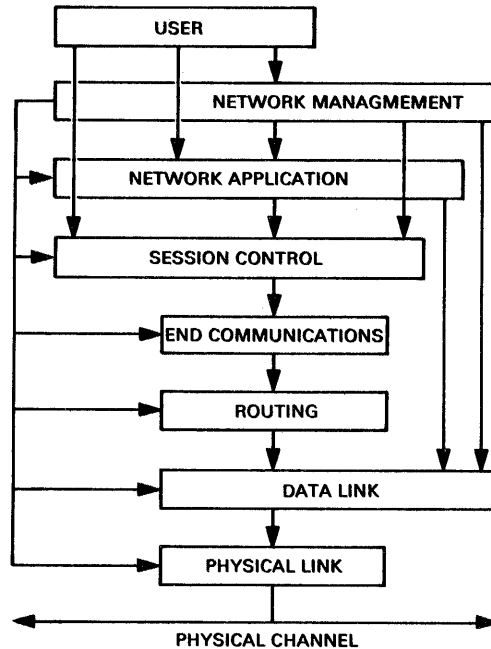 USER
NETWORK MANAGMEMENT
NETWORK APPLICATION
SESSION CONTROL
END COMMUNICATIONS
ROUTING
DATA LINK
PHYSICAL LINK
PHYSICAL CHANNEL